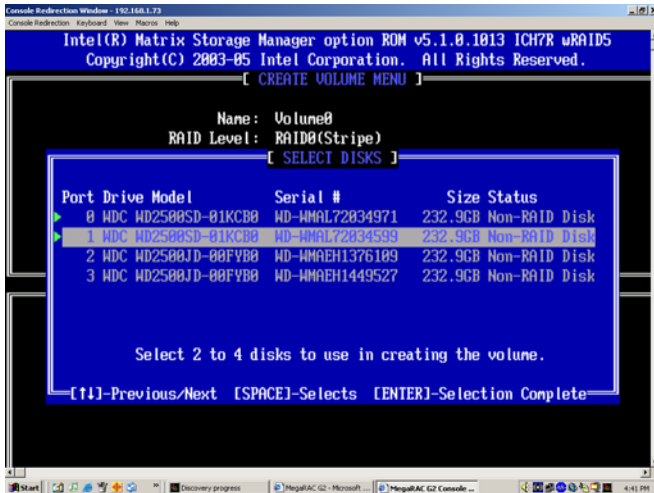 Console Redirection Window - 192.168.1.73
Console Redirection Keyboard View Macros Help
Intel(R) Matrix Storage Manager option ROM v5.1.0.1013 ICH7R wRAID5
Copyright(C) 2003-05 Intel Corporation. All Rights Reserved.
[ CREATE VOLUME MENU ]
Name: Volume0
RAID Level: RAID0(Stripe)
[ SELECT DISKS ]
Port Drive Model Serial # Size Status
0 WDC WD2500SD-01KCB0 WD-WMAL72034971 232.9GB Non-RAID Disk
1 WDC WD2500SD-01KCB0 WD-WMAL72034599 232.9GB Non-RAID Disk
2 WDC WD2500JD-00FYB0 WD-WMAEH1376109 232.9GB Non-RAID Disk
3 WDC WD2500JD-00FYB0 WD-WMAEH1449527 232.9GB Non-RAID Disk
Select 2 to 4 disks to use in creating the volume.
[↑↓]-Previous/Next [SPACE]-Selects [ENTER]-Selection Complete
Start Discovery progress MegaRAC G2 - Microsoft ... MegaRAC G2 Console ... 4:41 PM